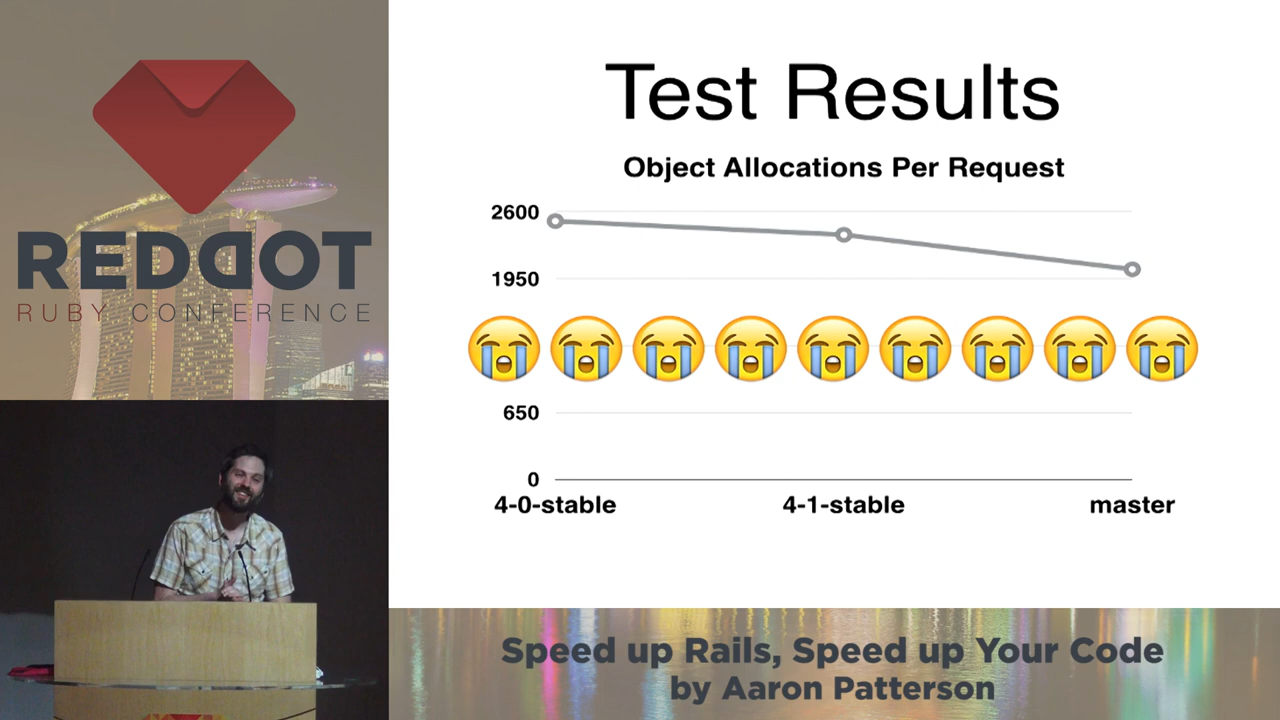 REDDOT
RUBY CONFERENCE
Test Results
Object Allocations Per Request
2600
1950
650
0
4-0-stable 4-1-stable master
Speed up Rails, Speed up Your Code
by Aaron Patterson